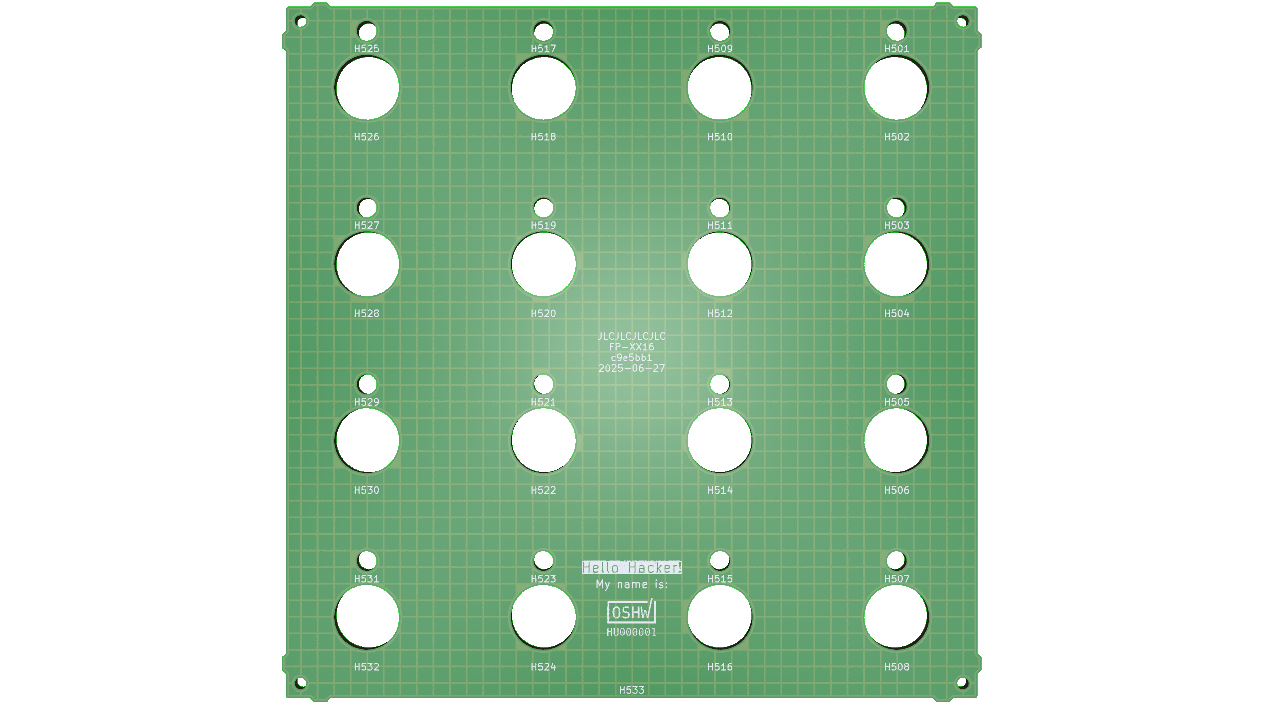 H525 H517 H509 H501
H526 H518 H510 H502
H527 H519 H511 H503
H528 H520 H512 H504
JLCJLCJLCJLC
FP-XX16
c9e5bb1
2025-06-27
H529 H521 H513 H505
H530 H522 H514 H506
Hello Hacker!
H531 H523 H515 H507
My name is:
OSHW
HU000001
H532 H524 H516 H508
H533